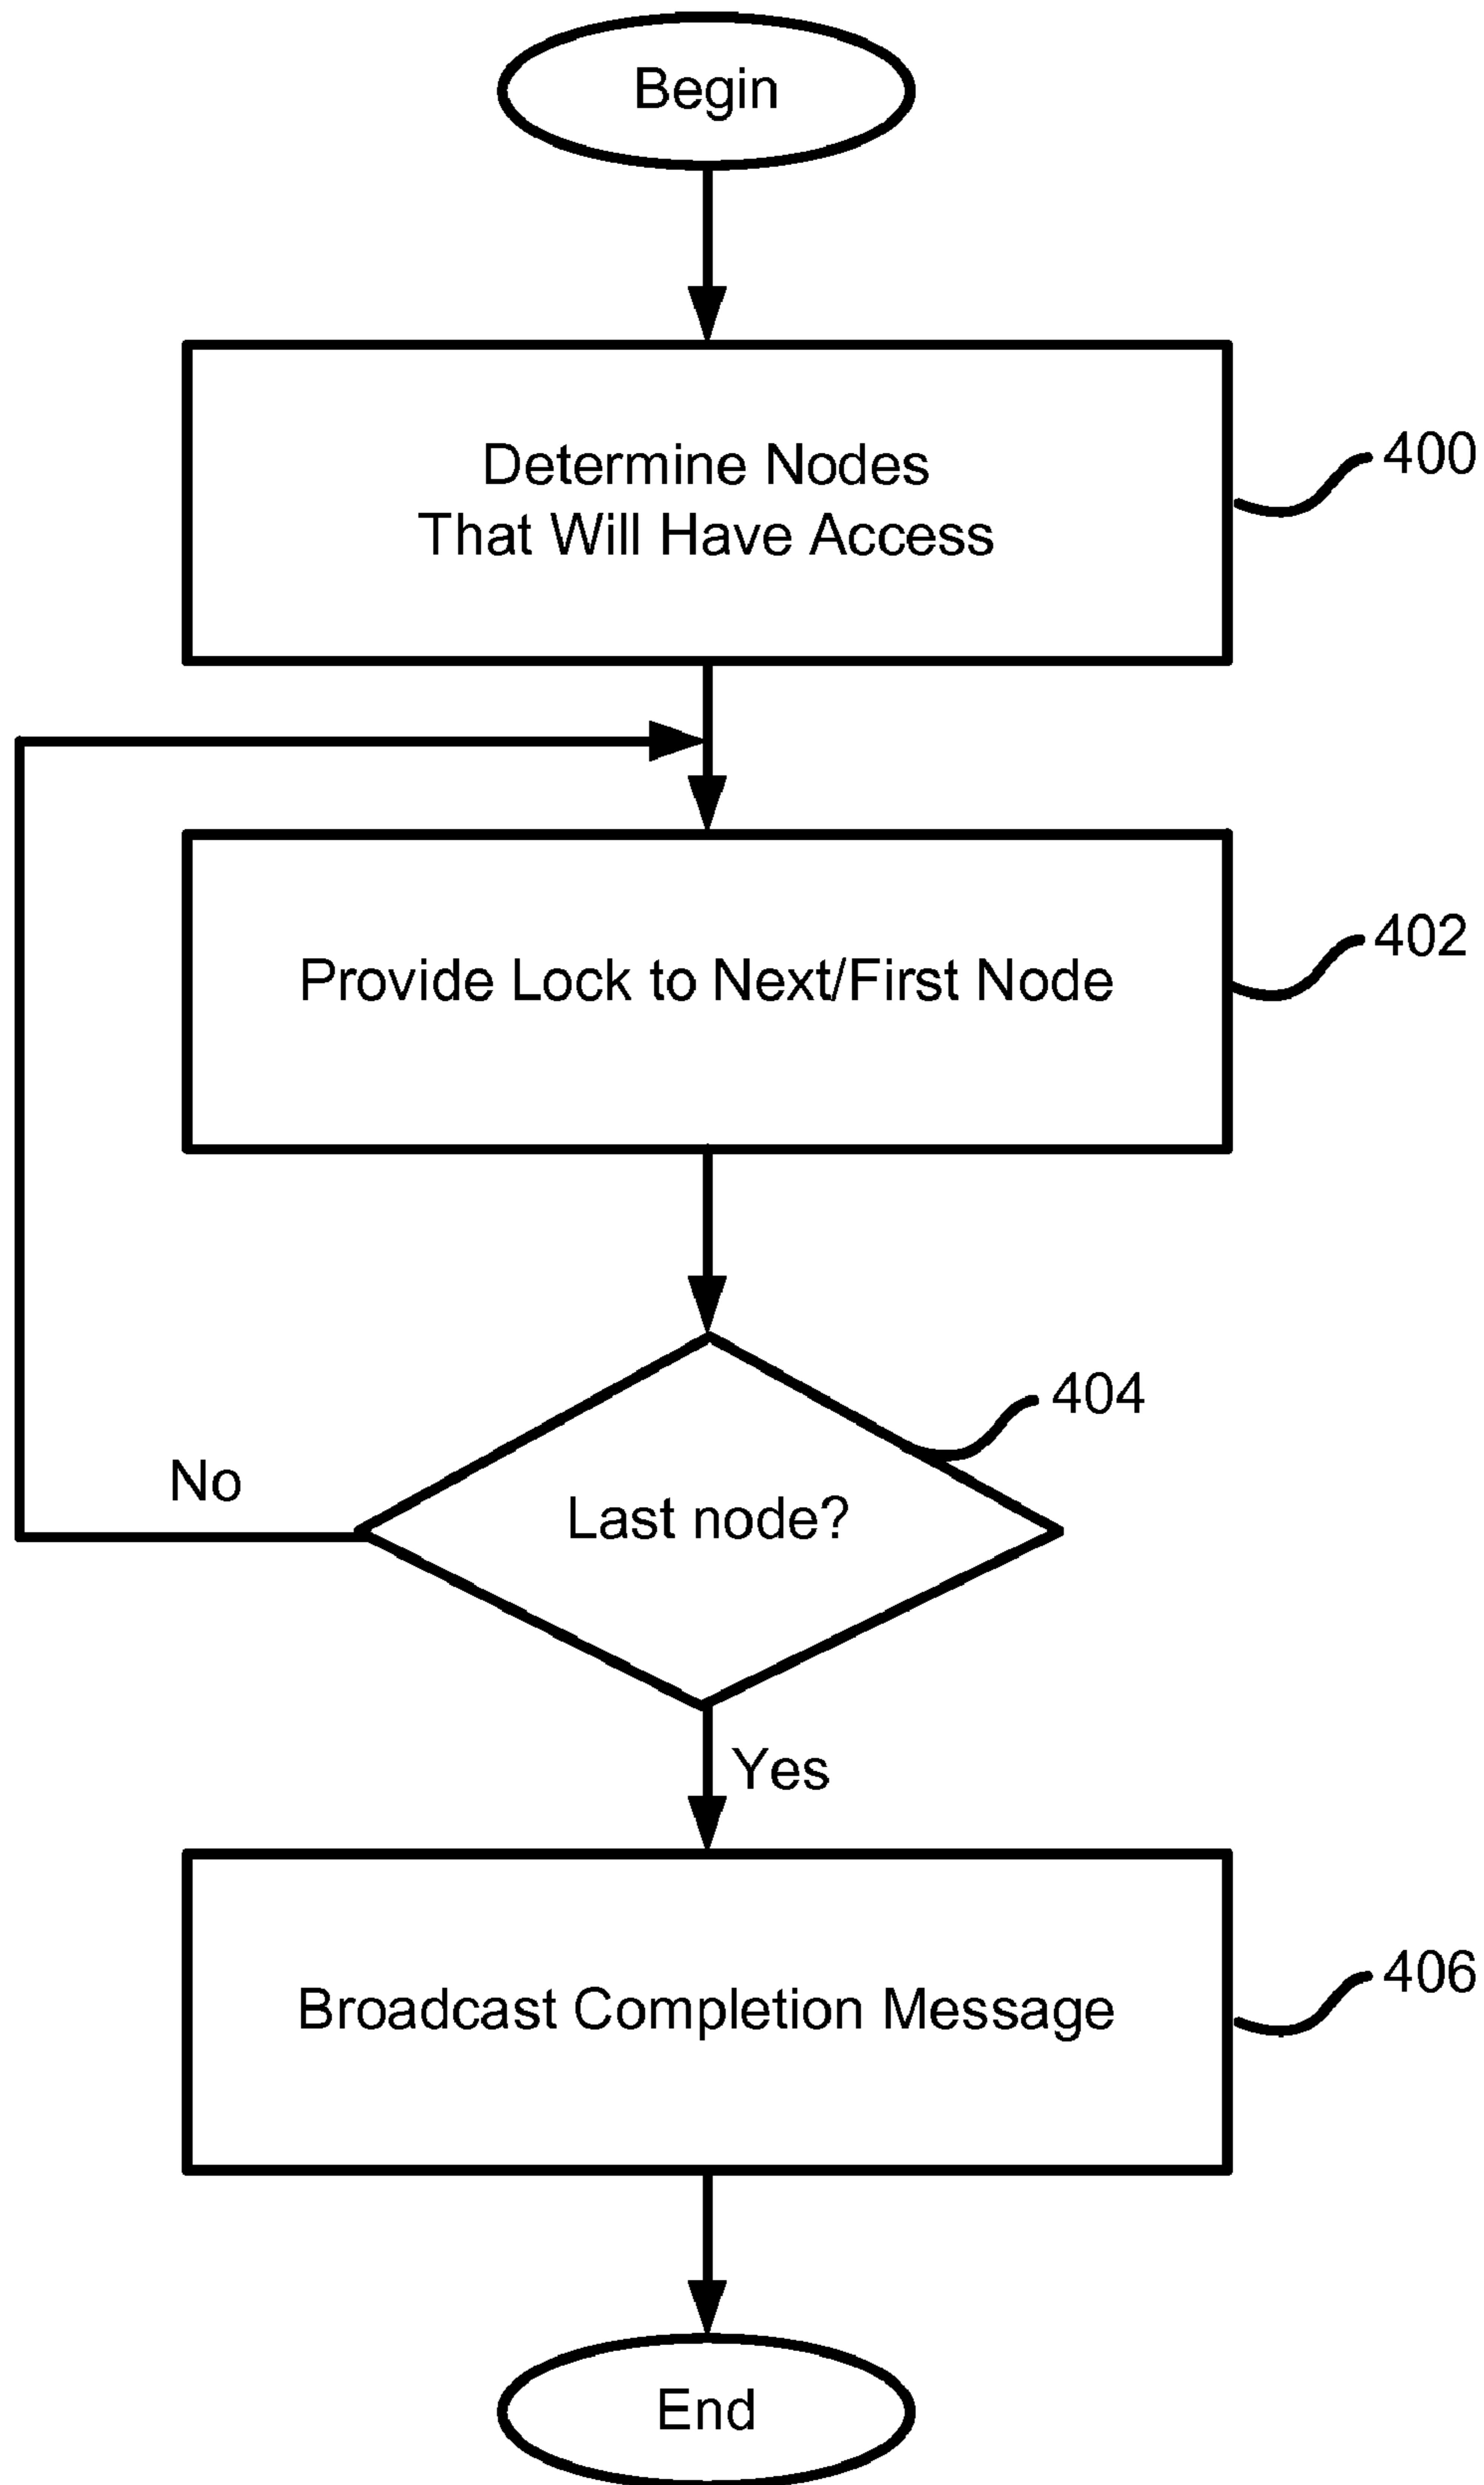 Begin
Determine Nodes
That Will Have Access
400
Provide Lock to Next/First Node
402
404
No
Last node?
Yes
406
Broadcast Completion Message
End